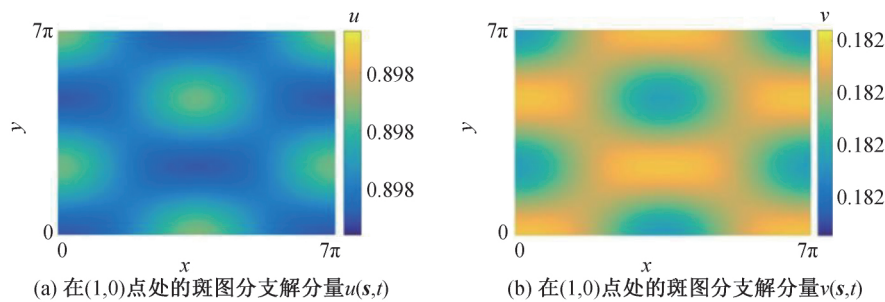 u
7π
0.898
0.898
0.898
y
0
0
7π
x
(a) 在(1,0)点处的斑图分支解分量u(s,t)
v
7π
0.182
0.182
0.182
0.182
y
0
0
7π
x
(b) 在(1,0)点处的斑图分支解分量v(s,t)